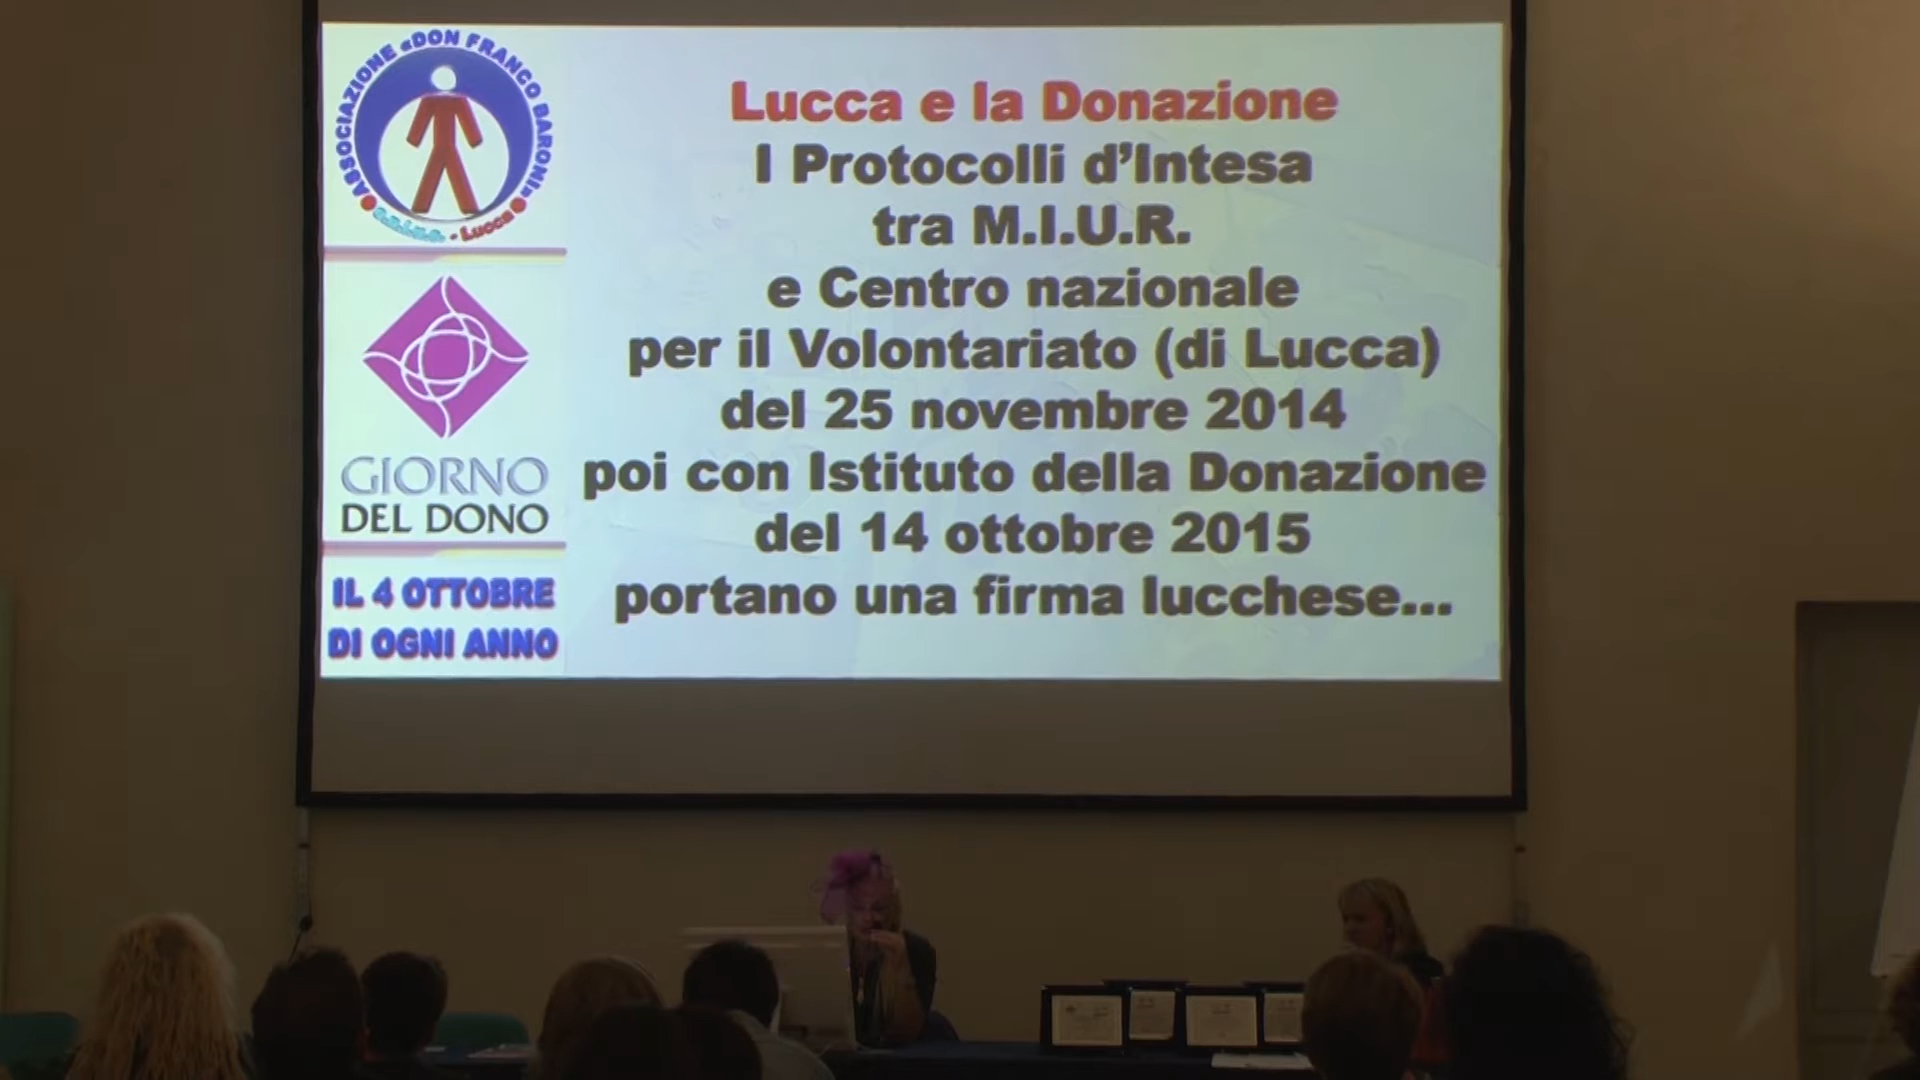 ASSOCIAZIONE «DON FRANCO BARONI»
- Lucca
GIORNO
DEL DONO
IL 4 OTTOBRE
DI OGNI ANNO
Lucca e la Donazione
I Protocolli d'Intesa
tra M.I.U.R.
e Centro nazionale
per il Volontariato (di Lucca)
del 25 novembre 2014
poi con Istituto della Donazione
del 14 ottobre 2015
portano una firma lucchese...